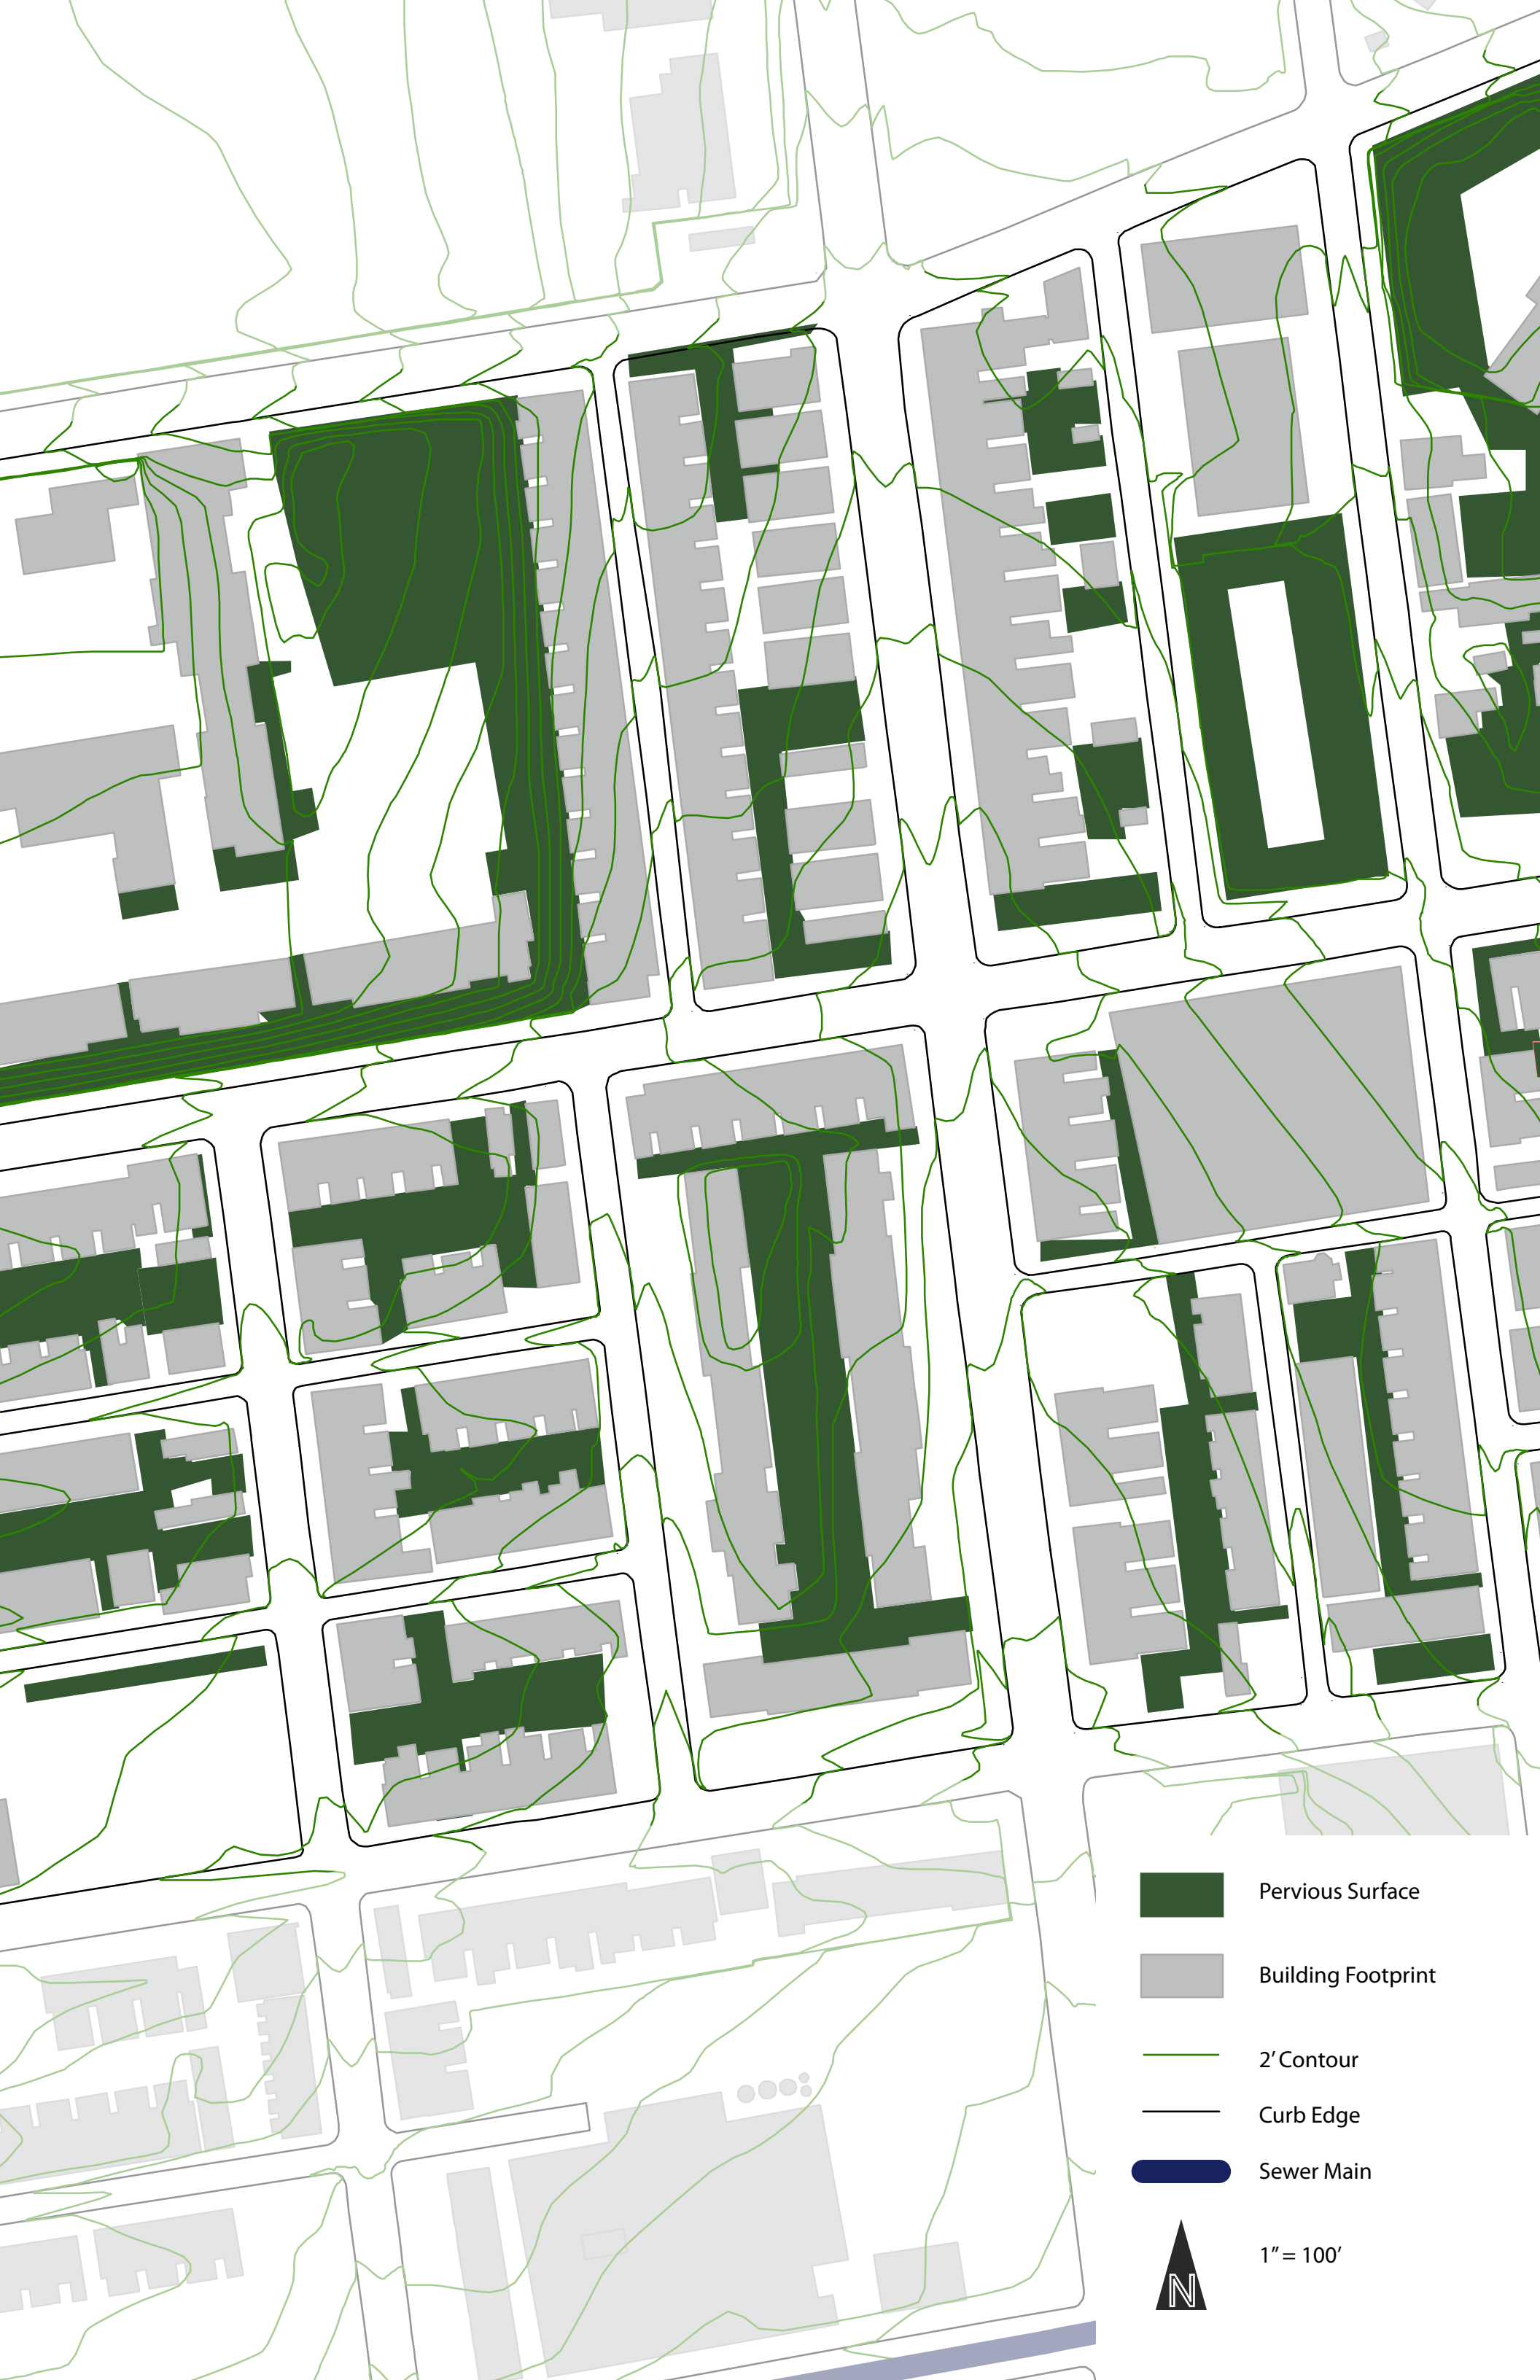 Pervious Surface
Building Footprint
2’ Contour
Curb Edge
Sewer Main
1” = 100’
N